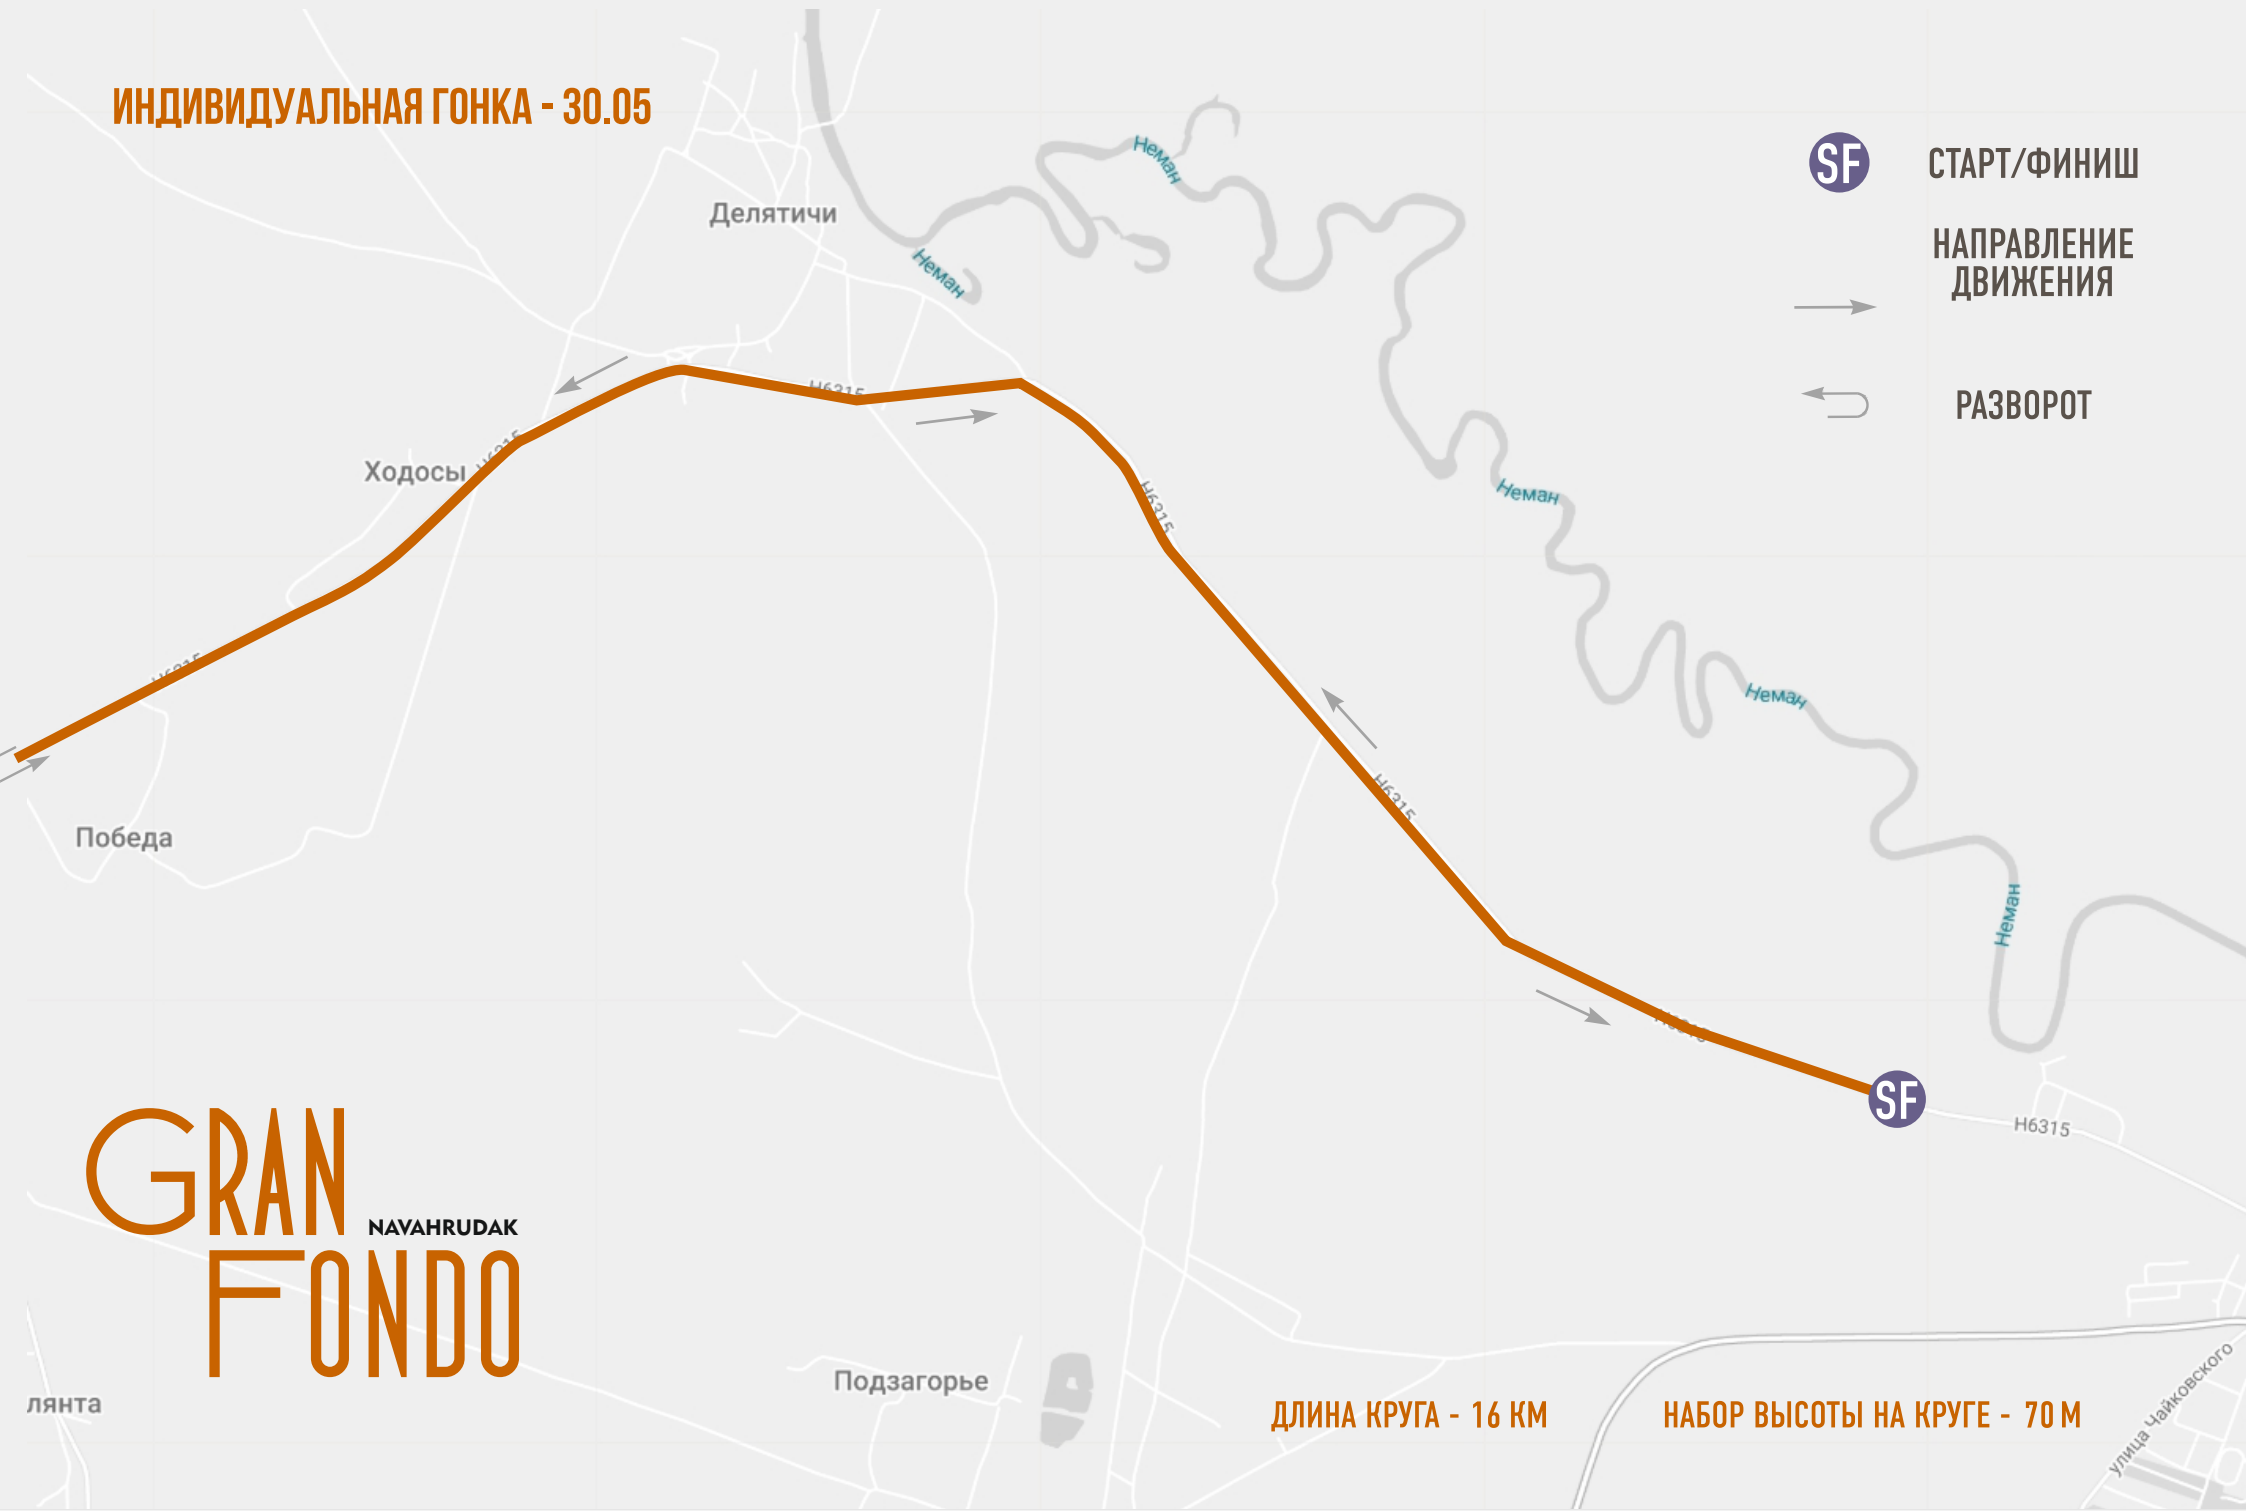 ИНДИВИДУАЛЬНАЯ ГОНКА - 30.05
SF
СТАРТ/ФИНИШ
НАПРАВЛЕНИЕ
ДВИЖЕНИЯ
РАЗВОРОТ
Неман
Делятичи
Неман
H6315
Ходосы
H6315
H6315
Неман
H6315
Неман
H6315
Победа
Неман
SF
H6315
GRAN
NAVAHRUDAK
FONDO
Подзагорье
лянта
ДЛИНА КРУГА - 16 КМ
НАБОР ВЫСОТЫ НА КРУГЕ - 70 М
улица Чайковского